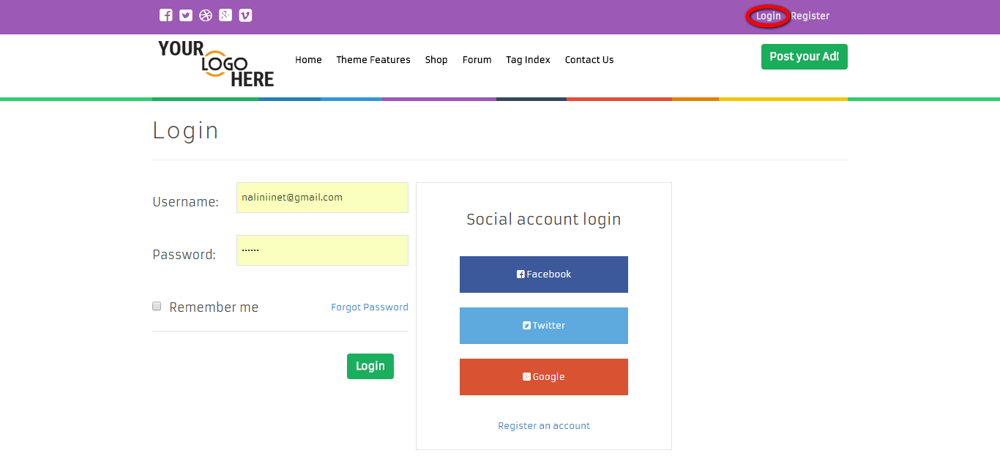 Login Register
YOUR
LOGO
HERE
Home Theme Features Shop Forum Tag Index Contact Us
Post your Ad!
Login
Username: naliniinet@gmail.com
Password: ••••••
Remember me Forgot Password
Login
Social account login
Facebook
Twitter
Google
Register an account